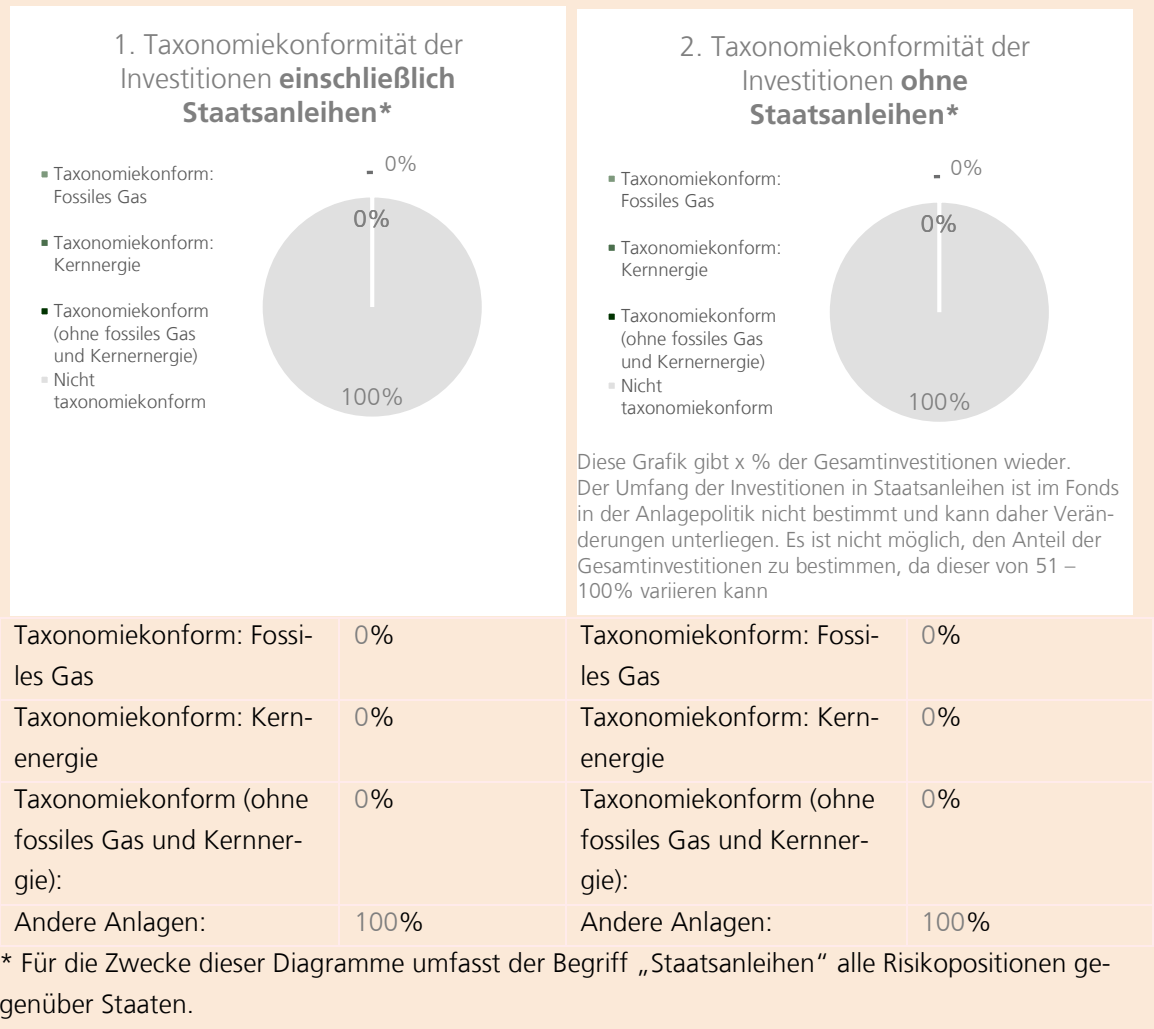 1. Taxonomiekonformität der
Investitionen einschließlich
Staatsanleihen*
Taxonomiekonform:
Fossiles Gas
Taxonomiekonform:
Kernnergie
Taxonomiekonform
(ohne fossiles Gas
und Kernernergie)
Nicht
taxonomiekonform
- 0%
0%
100%
2. Taxonomiekonformität der
Investitionen ohne
Staatsanleihen*
Taxonomiekonform:
Fossiles Gas
Taxonomiekonform:
Kernnergie
Taxonomiekonform
(ohne fossiles Gas
und Kernernergie)
Nicht
taxonomiekonform
- 0%
0%
100%
Diese Grafik gibt x % der Gesamtinvestitionen wieder.
Der Umfang der Investitionen in Staatsanleihen ist im Fonds
in der Anlagepolitik nicht bestimmt und kann daher Verän-
derungen unterliegen. Es ist nicht möglich, den Anteil der
Gesamtinvestitionen zu bestimmen, da dieser von 51 –
100% variieren kann
Taxonomiekonform: Fossi- 0% Taxonomiekonform: Fossi- 0%
les Gas les Gas
Taxonomiekonform: Kern- 0% Taxonomiekonform: Kern- 0%
energie energie
Taxonomiekonform (ohne 0% Taxonomiekonform (ohne 0%
fossiles Gas und Kernner- fossiles Gas und Kernner-
gie): gie):
Andere Anlagen: 100% Andere Anlagen: 100%
* Für die Zwecke dieser Diagramme umfasst der Begriff „Staatsanleihen“ alle Risikopositionen ge-
genüber Staaten.